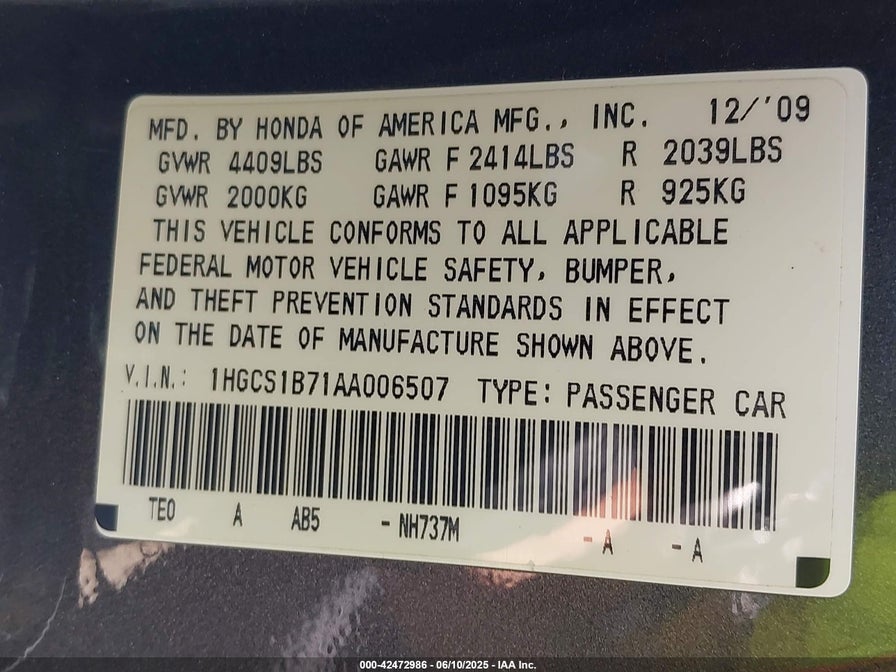 MFD. BY HONDA OF AMERICA MFG., INC. 12/'09
GVWR 4409LBS GAWR F 2414LBS R 2039LBS
GVWR 2000KG GAWR F 1095KG R 925KG
THIS VEHICLE CONFORMS TO ALL APPLICABLE
FEDERAL MOTOR VEHICLE SAFETY, BUMPER,
AND THEFT PREVENTION STANDARDS IN EFFECT
ON THE DATE OF MANUFACTURE SHOWN ABOVE.
V.I.N.: 1HGCS1B71AA006507 TYPE: PASSENGER CAR
TE0 A AB5 - NH737M - A - A
000-42472986 - 06/10/2025 - IAA Inc.